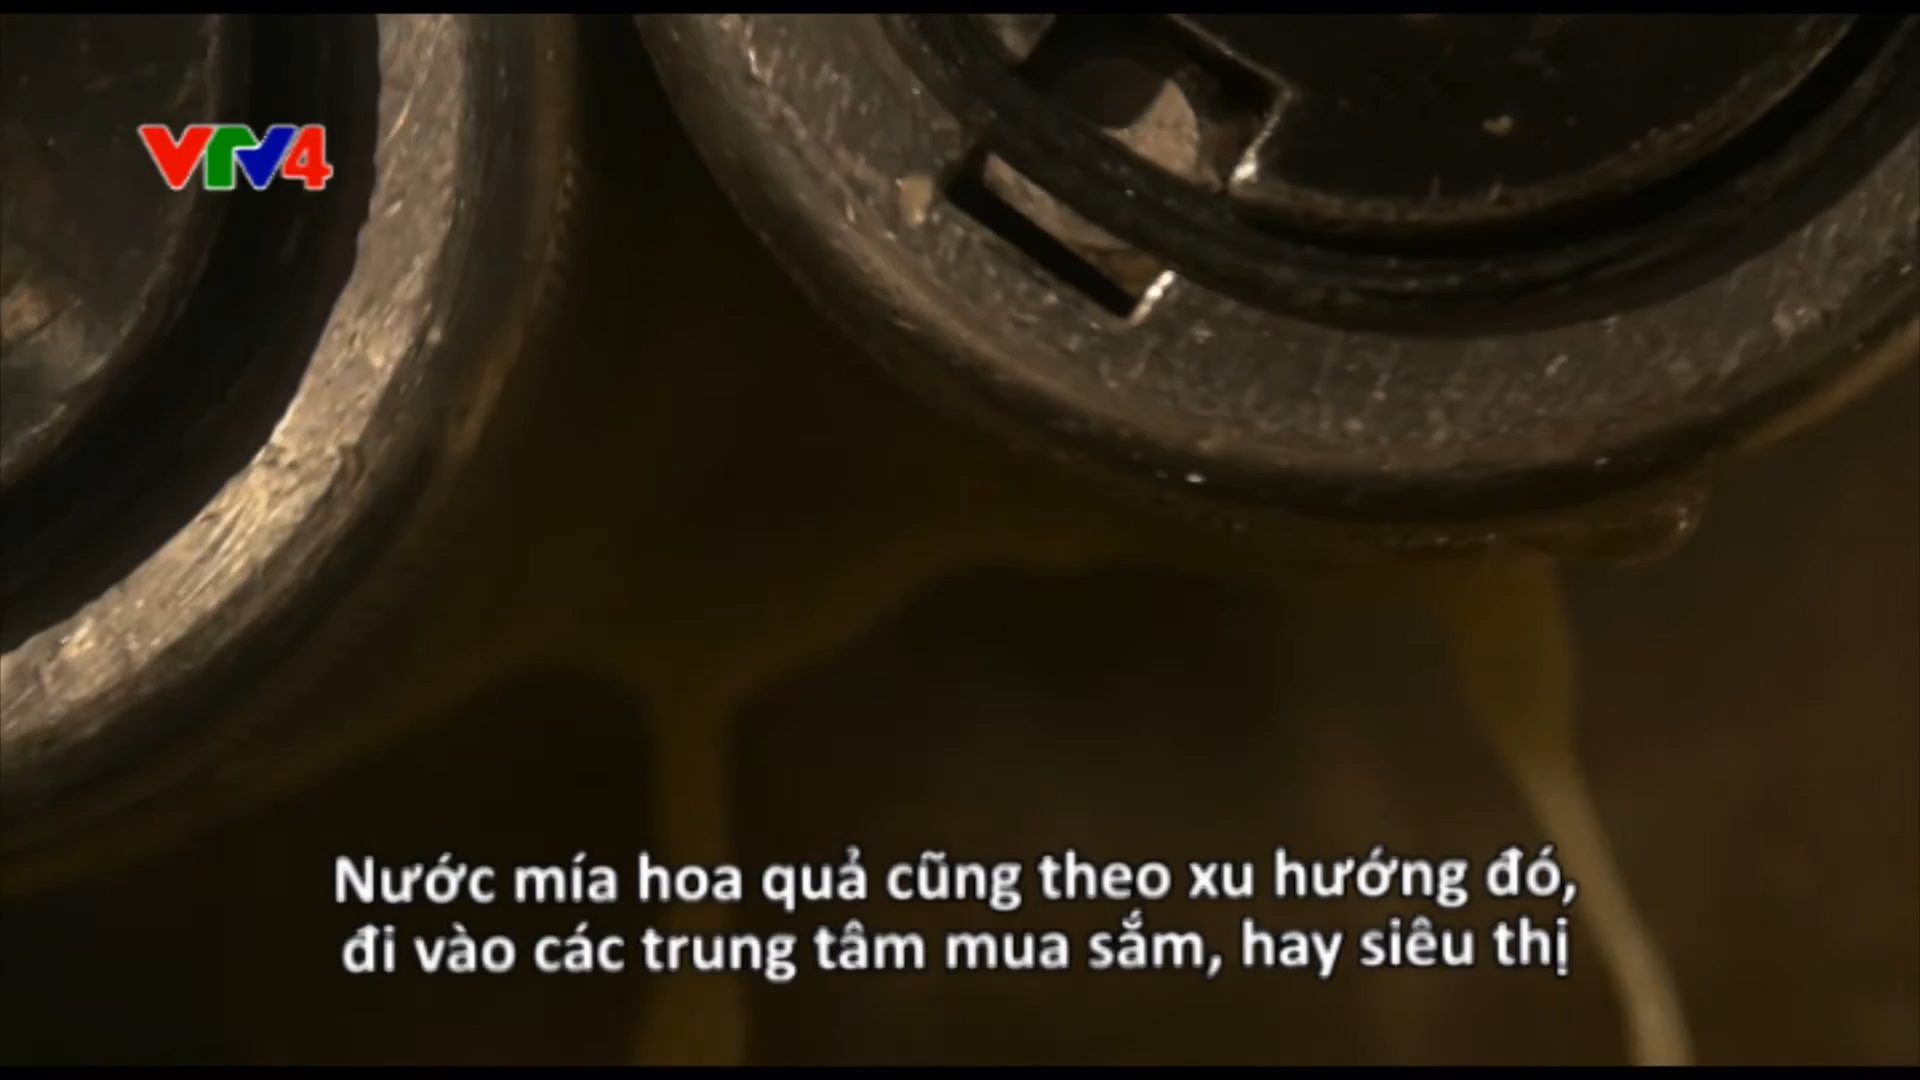 VTV4
Nước mía hoa quả cũng theo xu hướng đó,
đi vào các trung tâm mua sắm, hay siêu thị